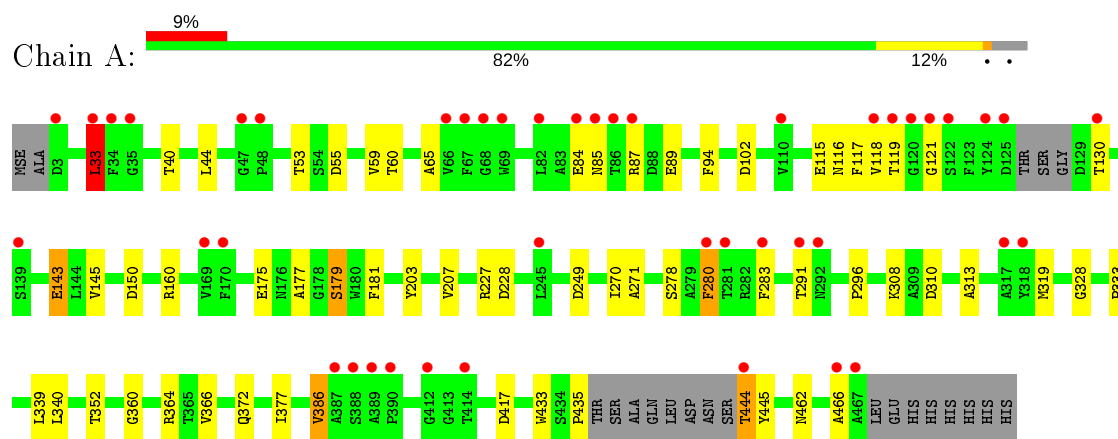 9%
Chain A:
82% 12% • •
MSE ALA D3 L33 F34 G35 T40 L44 G47 P48 T53 S54 D55 V59 T60 A65 V66 F67 G68 W69 L82 A83 E84 N85 T86 R87 D88 E89 F94 D102 V110 E115 N116 F117 V118 T119 G120 G121 S122 F123 Y124 D125 THR SER GLY D129 T130
S139 E143 L144 V145 D150 R160 V169 F170 E175 N176 A177 G178 S179 W180 F181 Y203 V207 R227 D228 L245 D249 I270 A271 S278 A279 F280 T281 R282 F283 T291 N292 P296 K308 A309 D310 A313 A317 Y318 M319 G328
L339 L340 T352 G360 R364 T365 V366 Q372 I377 V386 A387 S388 A389 P390 G412 G413 T414 D417 W433 S434 P435 THR SER ALA GLN LEU ASP ASN SER T444 Y445 N462 A466 A467 LEU GLU HIS HIS HIS HIS HIS HIS